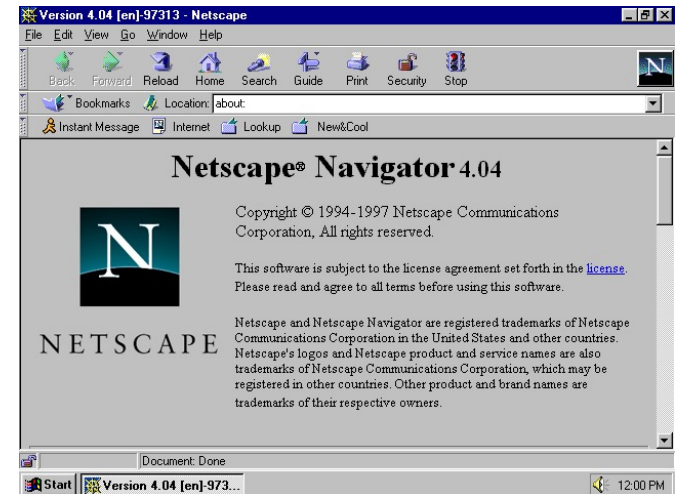 Version 4.04 [en]-97313 - Netscape
File Edit View Go Window Help
Back Forward Reload Home Search Guide Print Security Stop
N
Bookmarks Location: about:
Instant Message Internet Lookup New&Cool
Netscape® Navigator 4.04
N
NETSCAPE
Copyright © 1994-1997 Netscape Communications
Corporation, All rights reserved.
This software is subject to the license agreement set forth in the license.
Please read and agree to all terms before using this software.
Netscape and Netscape Navigator are registered trademarks of Netscape
Communications Corporation in the United States and other countries.
Netscape's logos and Netscape product and service names are also
trademarks of Netscape Communications Corporation, which may be
registered in other countries. Other product and brand names are
trademarks of their respective owners.
Document: Done
Start Version 4.04 [en]-973... 12:00 PM